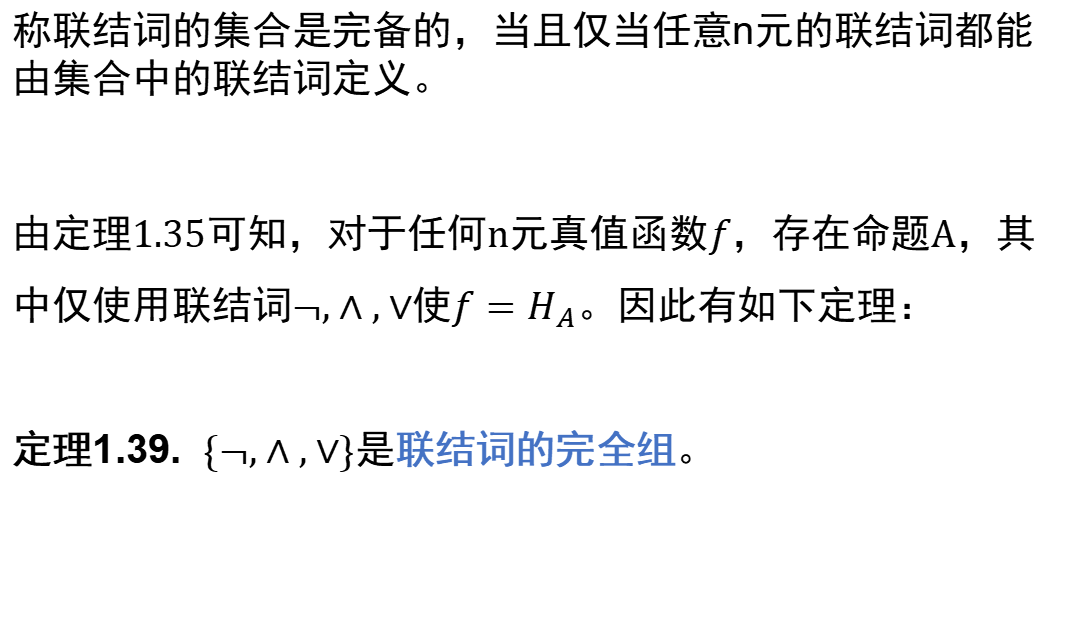 称联结词的集合是完备的，当且仅当任意n元的联结词都能
由集合中的联结词定义。
由定理1.35可知，对于任何n元真值函数f，存在命题A，其
中仅使用联结词¬,∧,∨使f = H_A。因此有如下定理：
定理1.39. {¬,∧,∨}是联结词的完全组。